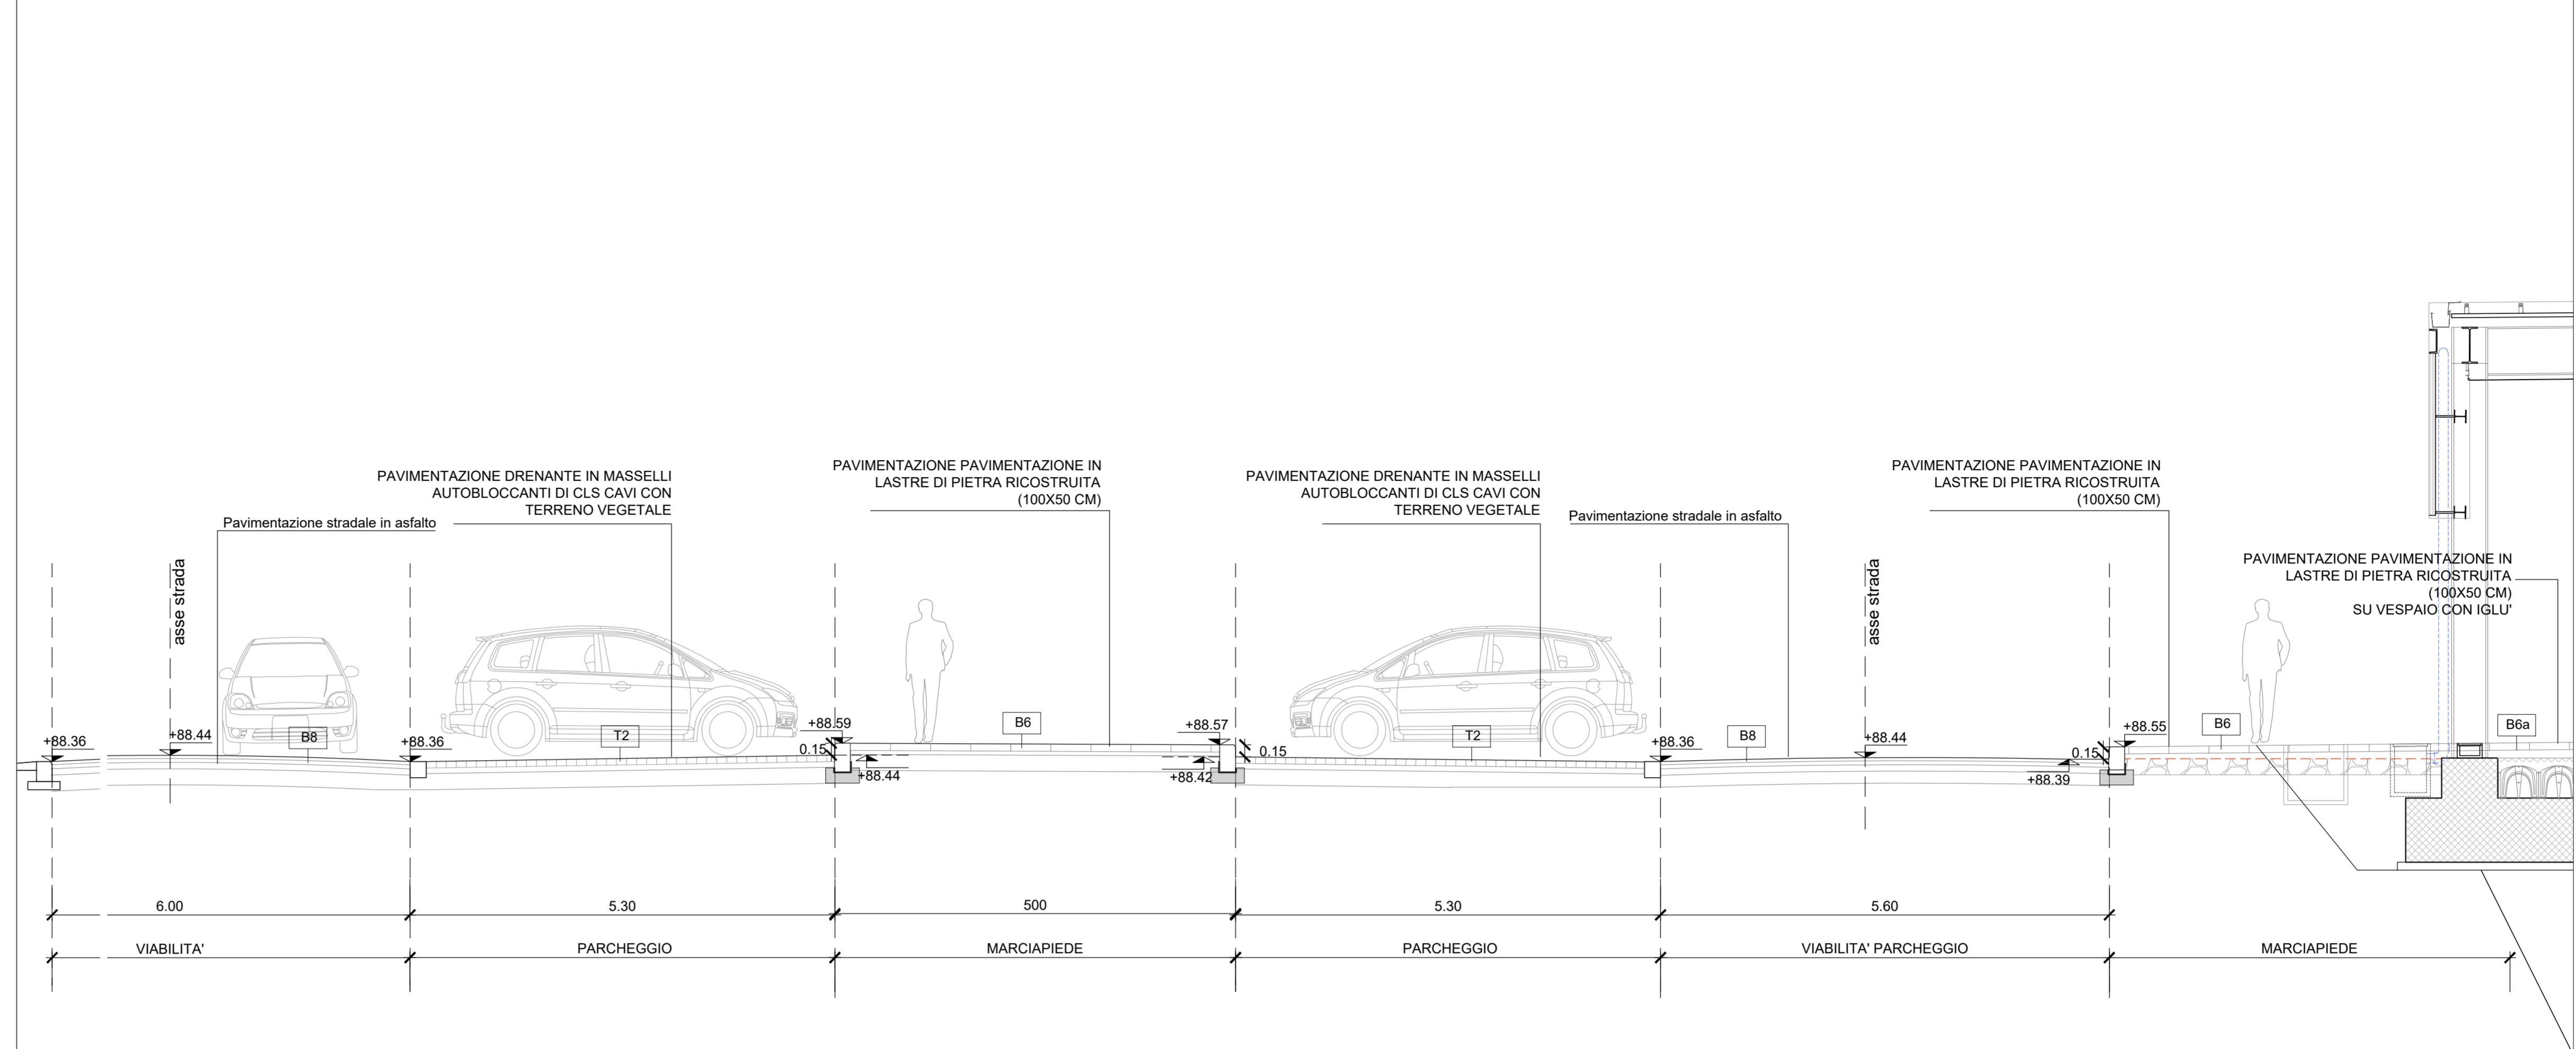 PAVIMENTAZIONE DRENANTE IN MASSELLI
AUTOBLOCCANTI DI CLS CAVI CON
TERRENO VEGETALE
Pavimentazione stradale in asfalto
PAVIMENTAZIONE PAVIMENTAZIONE IN
LASTRE DI PIETRA RICOSTRUITA
(100X50 CM)
PAVIMENTAZIONE DRENANTE IN MASSELLI
AUTOBLOCCANTI DI CLS CAVI CON
TERRENO VEGETALE
Pavimentazione stradale in asfalto
PAVIMENTAZIONE PAVIMENTAZIONE IN
LASTRE DI PIETRA RICOSTRUITA
(100X50 CM)
PAVIMENTAZIONE PAVIMENTAZIONE IN
LASTRE DI PIETRA RICOSTRUITA
(100X50 CM)
SU VESPAIO CON IGLU'
asse strada
asse strada
+88.36
+88.44
B8
+88.36
T2
+88.59
0.15
+88.44
B6
+88.57
0.15
+88.42
T2
+88.36
B8
+88.44
+88.39
0.15
+88.55
B6
B6a
6.00
5.30
500
5.30
5.60
VIABILITA'
PARCHEGGIO
MARCIAPIEDE
PARCHEGGIO
VIABILITA' PARCHEGGIO
MARCIAPIEDE